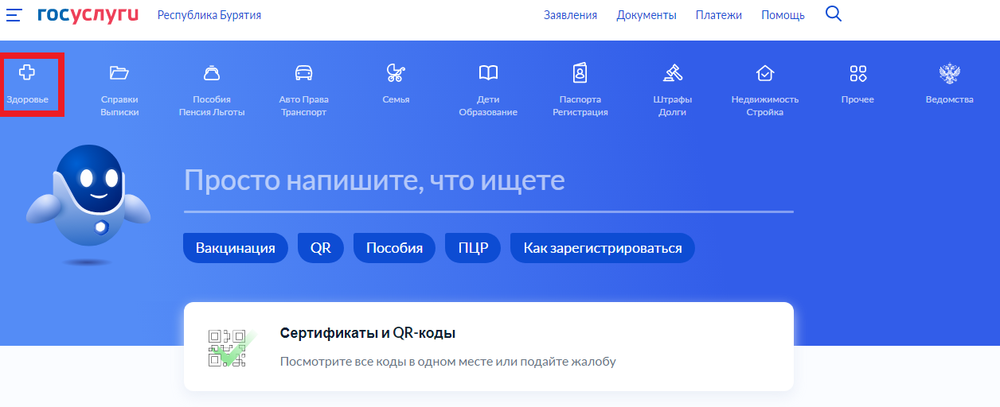 госуслуги Республика Бурятия Заявления Документы Платежи Помощь
Здоровье
Справки
Выписки
Пособия
Пенсия Льготы
Авто Права
Транспорт
Семья
Дети
Образование
Паспорта
Регистрация
Штрафы
Долги
Недвижимость
Стройка
Прочее
Ведомства
Просто напишите, что ищете
Вакцинация QR Пособия ПЦР Как зарегистрироваться
Сертификаты и QR-коды
Посмотрите все коды в одном месте или подайте жалобу